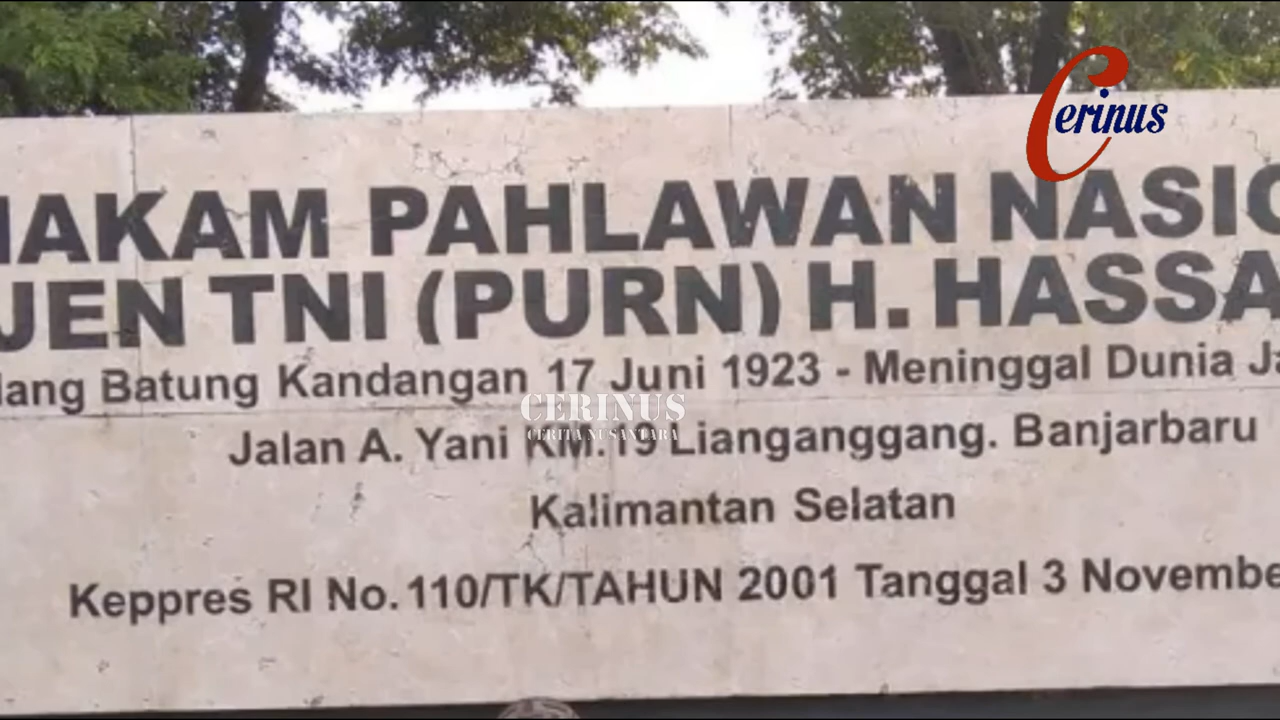 Cerinus
MAKAM PAHLAWAN NASIO
JEN TNI (PURN) H. HASSA
lang Batung Kandangan 17 Juni 1923 - Meninggal Dunia Ja
CERINUS
CERITA NUSANTARA
Jalan A. Yani KM.19 Lianganggang. Banjarbaru
Kalimantan Selatan
Keppres RI No. 110/TK/TAHUN 2001 Tanggal 3 Novembe